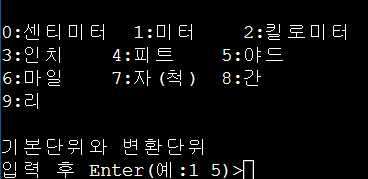 0:센티미터 1:미터 2:킬로미터
3:인치 4:피트 5:야드
6:마일 7:자(척) 8:간
9:리
기본단위와 변환단위
입력 후 Enter(예:1 5)>